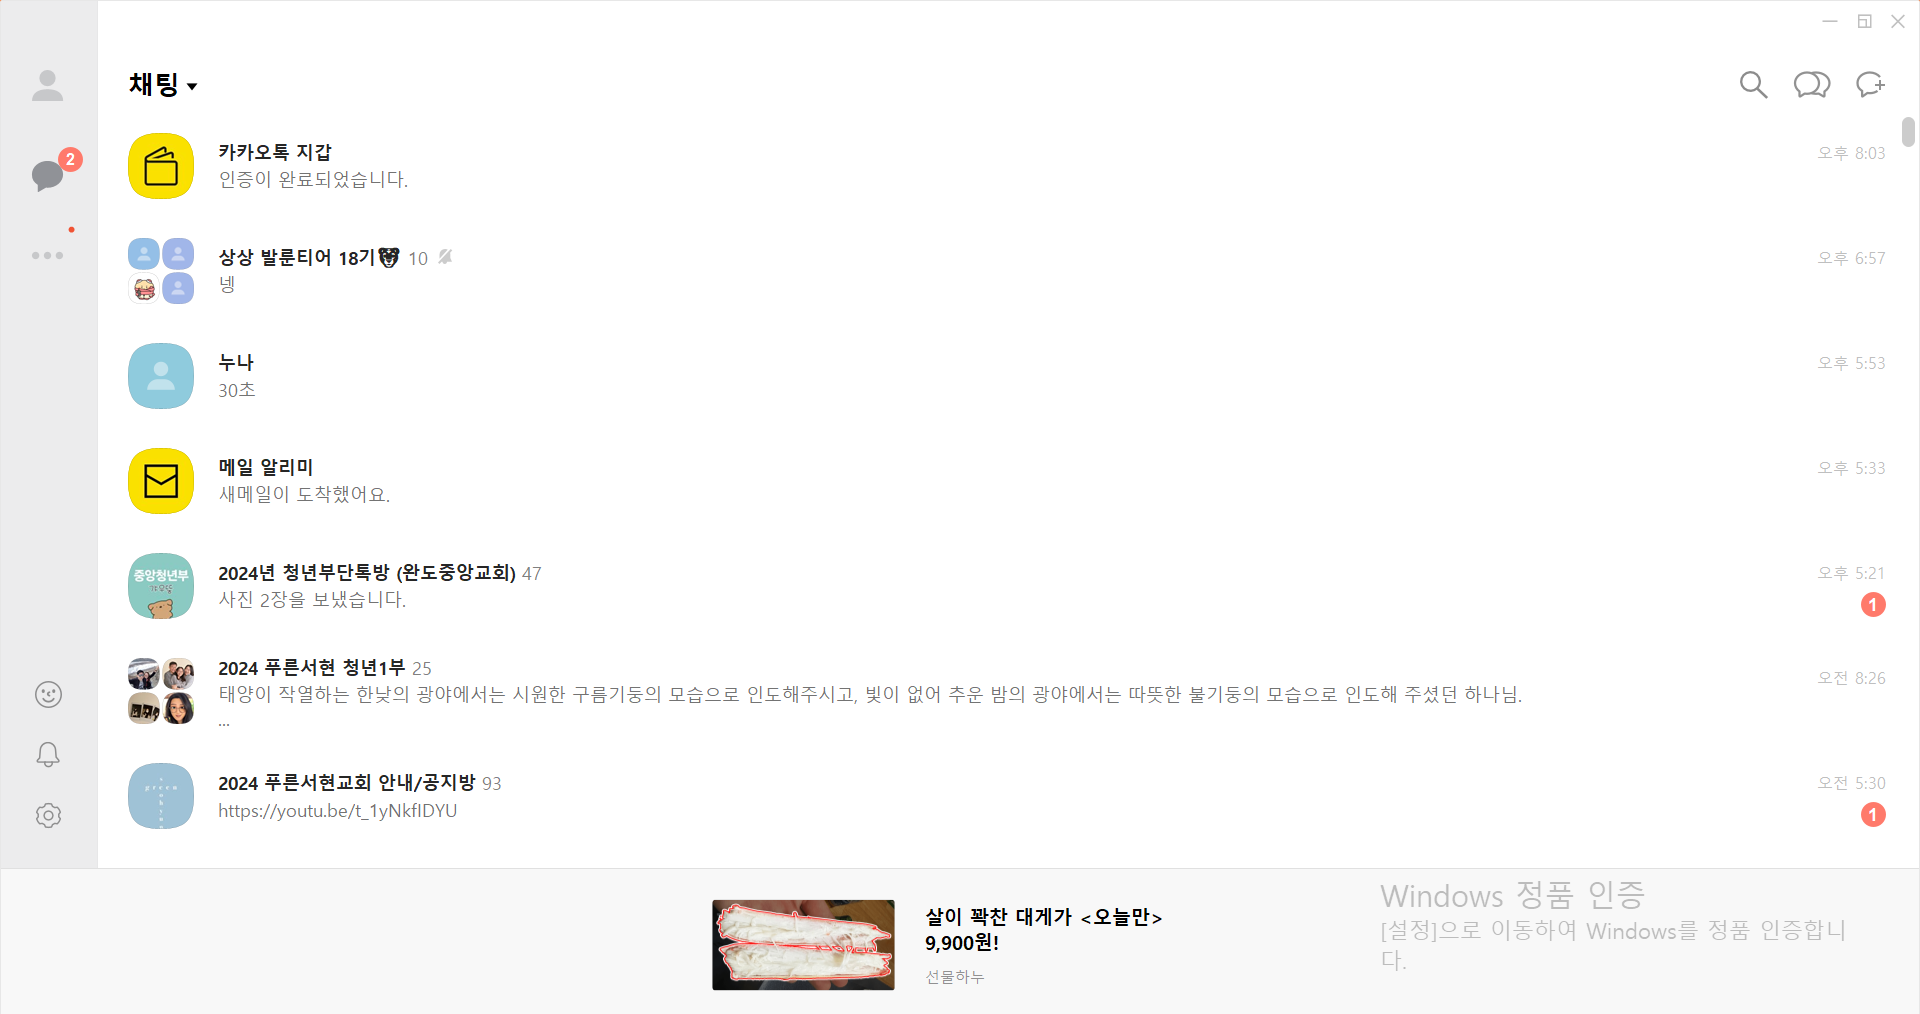 채팅
카카오톡 지갑
오후 8:03
인증이 완료되었습니다.
2
상상 발룬티어 18기🐻 10
오후 6:57
넹
누나
오후 5:53
30초
메일 알리미
오후 5:33
새메일이 도착했어요.
중앙청년부
2024년 청년부단톡방 (완도중앙교회) 47
오후 5:21
사진 2장을 보냈습니다.
1
2024 푸른서현 청년1부 25
오전 8:26
태양이 작열하는 한낮의 광야에서는 시원한 구름기둥의 모습으로 인도해주시고, 빛이 없어 추운 밤의 광야에서는 따뜻한 불기둥의 모습으로 인도해 주셨던 하나님.
...
green
2024 푸른서현교회 안내/공지방 93
오전 5:30
https://youtu.be/t_1yNkfIDYU
1
살이 꽉찬 대게가 <오늘만>
9,900원!
선물하누
Windows 정품 인증
[설정]으로 이동하여 Windows를 정품 인증합니
다.